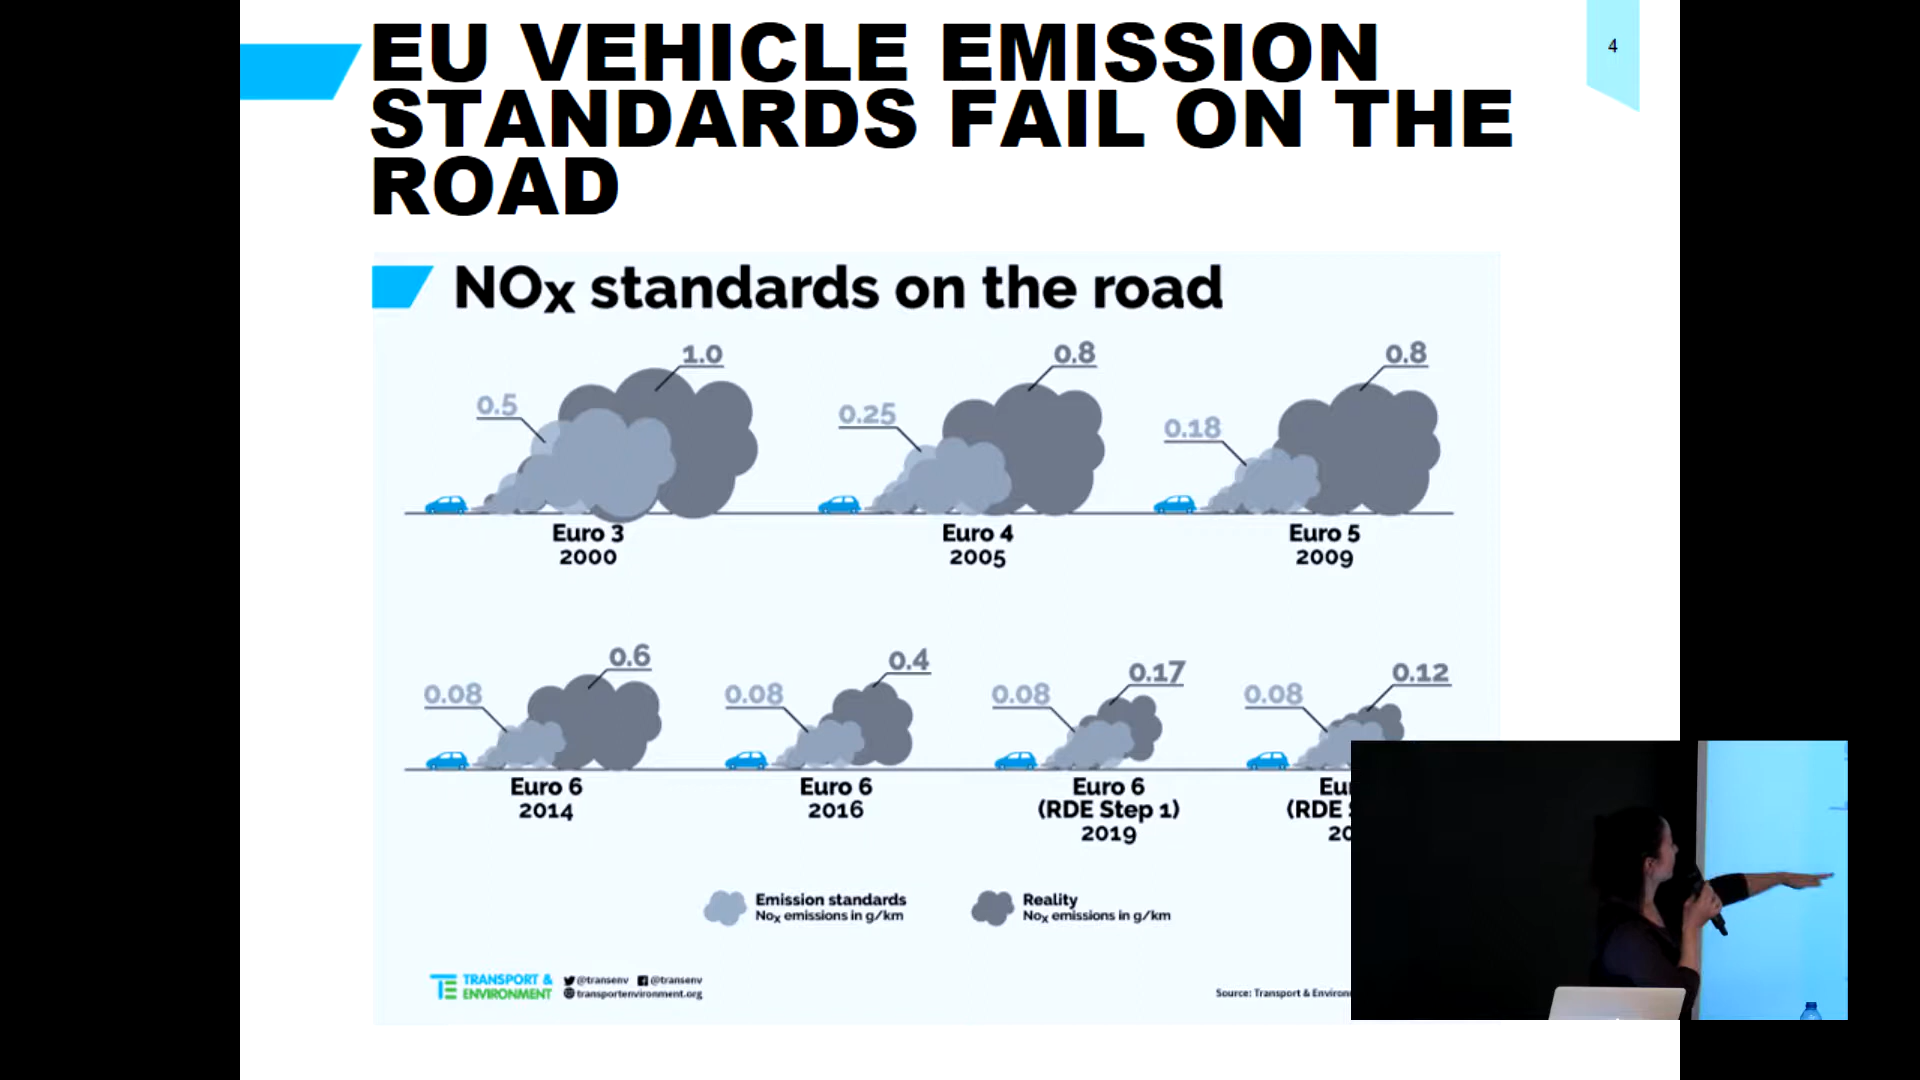 EU VEHICLE EMISSION
STANDARDS FAIL ON THE
ROAD
4
NOx standards on the road
0.5
1.0
0.25
0.8
0.18
0.8
Euro 3
2000
Euro 4
2005
Euro 5
2009
0.08
0.6
0.08
0.4
0.08
0.17
0.08
0.12
Euro 6
2014
Euro 6
2016
Euro 6
(RDE Step 1)
2019
(RDE
Emission standards
Nox emissions in g/km
Reality
Nox emissions in g/km
TRANSPORT &
ENVIRONMENT
@transenv @transenv
transportenvironment.org
Source: Transport &